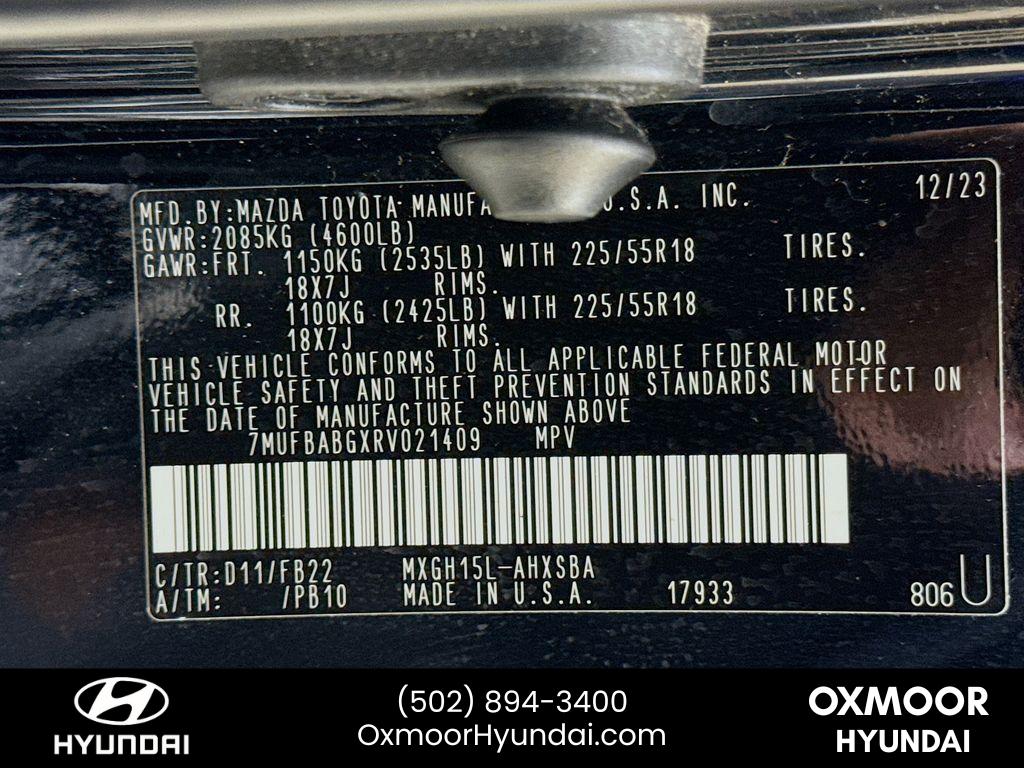 MFD.BY:MAZDA TOYOTA MANUFA U.S.A. INC. 12/23
GVWR:2085KG (4600LB)
GAWR:FRT. 1150KG (2535LB) WITH 225/55R18 TIRES.
18X7J RIMS.
RR. 1100KG (2425LB) WITH 225/55R18 TIRES.
18X7J RIMS.
THIS VEHICLE CONFORMS TO ALL APPLICABLE FEDERAL MOTOR
VEHICLE SAFETY AND THEFT PREVENTION STANDARDS IN EFFECT ON
THE DATE OF MANUFACTURE SHOWN ABOVE
7MUFBABGXRV021409 MPV
C/TR:D11/FB22 MXGH15L-AHXSBA
A/TM: /PB10 MADE IN U.S.A. 17933 806 U
HYUNDAI
(502) 894-3400
OxmoorHyundai.com
OXMOOR
HYUNDAI